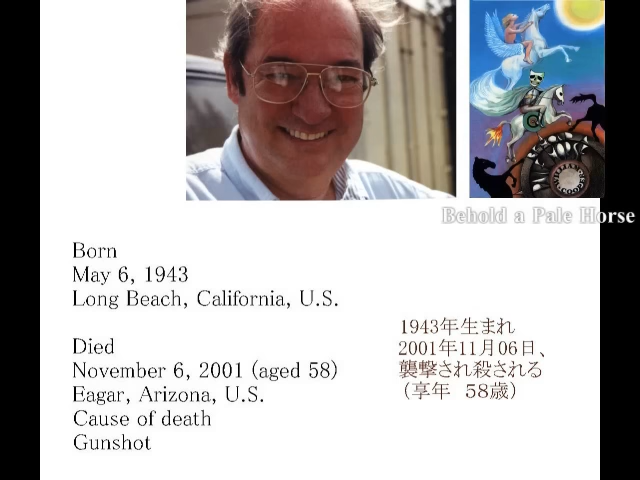 Behold a Pale Horse
Born
May 6, 1943
Long Beach, California, U.S.
Died
November 6, 2001 (aged 58)
Eagar, Arizona, U.S.
Cause of death
Gunshot
1943年生まれ
2001年11月06日、
襲撃され殺される
（享年　５８歳）